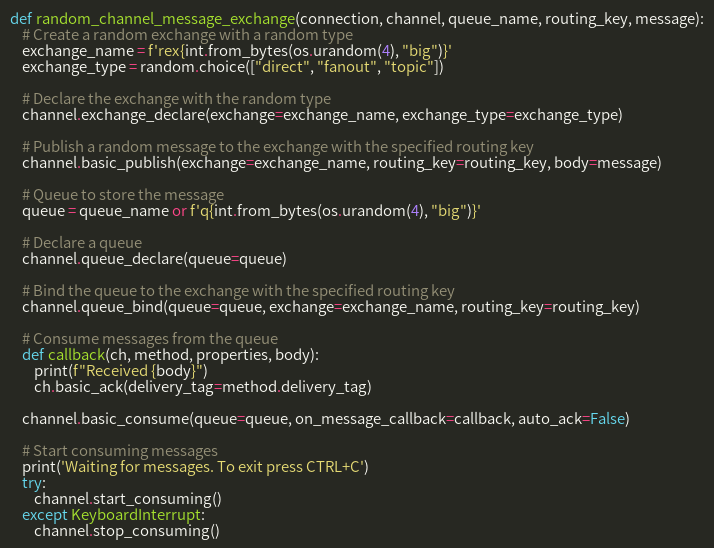 def random_channel_message_exchange(connection, channel, queue_name, routing_key, message):
    # Create a random exchange with a random type
    exchange_name = f'rex{int.from_bytes(os.urandom(4), "big")}'
    exchange_type = random.choice(["direct", "fanout", "topic"])

    # Declare the exchange with the random type
    channel.exchange_declare(exchange=exchange_name, exchange_type=exchange_type)

    # Publish a random message to the exchange with the specified routing key
    channel.basic_publish(exchange=exchange_name, routing_key=routing_key, body=message)

    # Queue to store the message
    queue = queue_name or f'q{int.from_bytes(os.urandom(4), "big")}'

    # Declare a queue
    channel.queue_declare(queue=queue)

    # Bind the queue to the exchange with the specified routing key
    channel.queue_bind(queue=queue, exchange=exchange_name, routing_key=routing_key)

    # Consume messages from the queue
    def callback(ch, method, properties, body):
        print(f"Received {body}")
        ch.basic_ack(delivery_tag=method.delivery_tag)

    channel.basic_consume(queue=queue, on_message_callback=callback, auto_ack=False)

    # Start consuming messages
    print('Waiting for messages. To exit press CTRL+C')
    try:
        channel.start_consuming()
    except KeyboardInterrupt:
        channel.stop_consuming()